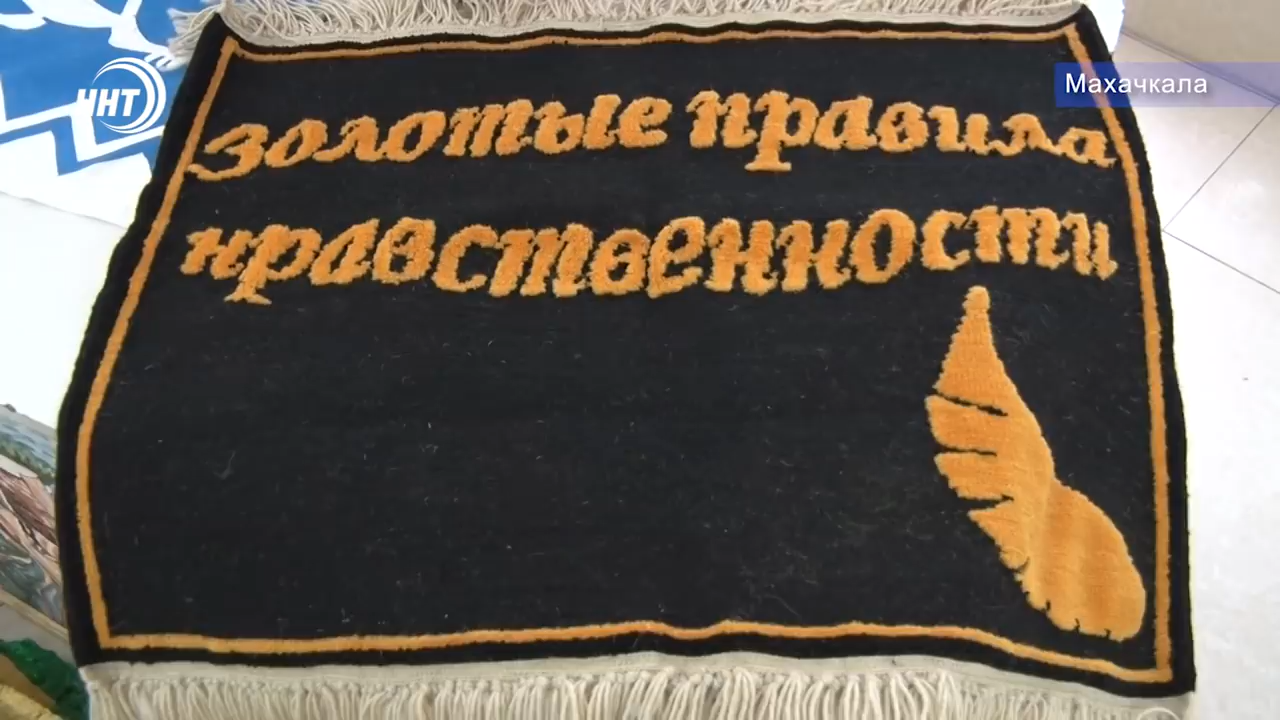 ННТ
Махачкала
золотые правила
нравственности